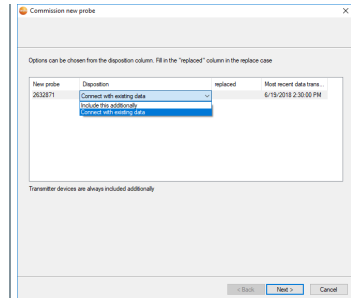 Commission new probe
Options can be chosen from the disposition column. Fill in the "replaced" column in the replace case
New probe Disposition replaced Most recent data trans...
2632871 Connect with existing data 6/19/2018 2:30:00 PM
Include this additionally
Connect with existing data
Transmitter devices are always included additionally
< Back Next > Cancel